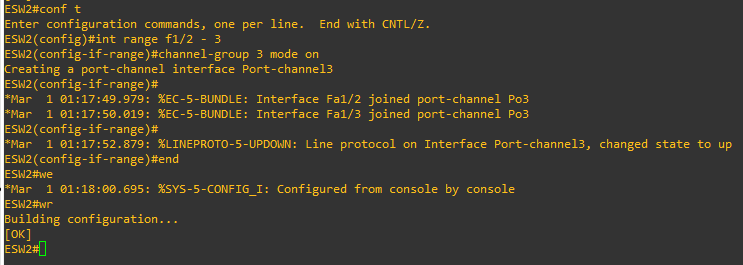 ESW2#conf t
Enter configuration commands, one per line.  End with CNTL/Z.
ESW2(config)#int range f1/2 - 3
ESW2(config-if-range)#channel-group 3 mode on
Creating a port-channel interface Port-channel3
ESW2(config-if-range)#
*Mar  1 01:17:49.979: %EC-5-BUNDLE: Interface Fa1/2 joined port-channel Po3
*Mar  1 01:17:50.019: %EC-5-BUNDLE: Interface Fa1/3 joined port-channel Po3
ESW2(config-if-range)#
*Mar  1 01:17:52.879: %LINEPROTO-5-UPDOWN: Line protocol on Interface Port-channel3, changed state to up
ESW2(config-if-range)#end
ESW2#we
*Mar  1 01:18:00.695: %SYS-5-CONFIG_I: Configured from console by console
ESW2#wr
Building configuration...
[OK]
ESW2#